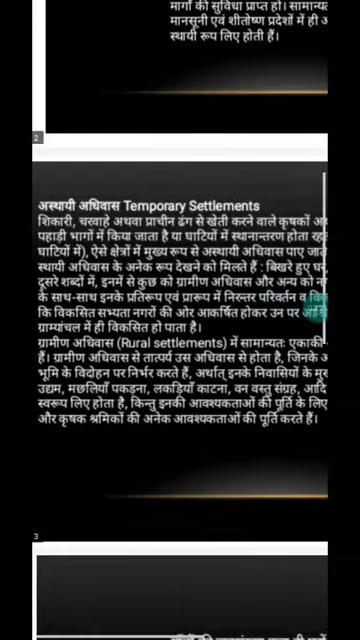 मार्गों की सुविधा प्राप्त हो। सामान्यत
मानसूनी एवं शीतोष्ण प्रदेशों में ही अ
स्थायी रूप लिए होती हैं।
2
अस्थायी अधिवास Temporary Settlements
शिकारी, चरवाहे अथवा प्राचीन ढंग से खेती करने वाले कृषकों
पहाड़ी भागों में किया जाता है या घाटियों में स्थानान्तरण होता रह
घाटियों में), ऐसे क्षेत्रों में मुख्य रूप से अस्थायी अधिवास पाए जात
स्थायी अधिवास के अनेक रूप देखने को मिलते हैं : बिखरे हुए घर,
दूसरे शब्दों में, इनमें से कुछ को ग्रामीण अधिवास और अन्य को
के साथ-साथ इनके प्रतिरूप एवं प्रारूप में निरन्तर परिवर्तन व
कि विकसित सभ्यता नगरों की ओर आकर्षित होकर उन पर
ग्राम्यांचल में ही विकसित हो पाता है।
ग्रामीण अधिवास (Rural settlements) में सामान्यतः एकाकी
हैं। ग्रामीण अधिवास से तात्पर्य उस अधिवास से होता है, जिनके अ
भूमि के विदोहन पर निर्भर करते हैं, अर्थात् इनके निवासियों के मु
उद्यम, मछलियाँ पकड़ना, लकड़ियाँ काटना, वन वस्तु संग्रह, आदि
स्वरूप लिए होता है, किन्तु इनकी आवश्यकताओं की पूर्ति के लिए
और कृषक श्रमिकों की अनेक आवश्यकताओं की पूर्ति करते हैं।
3